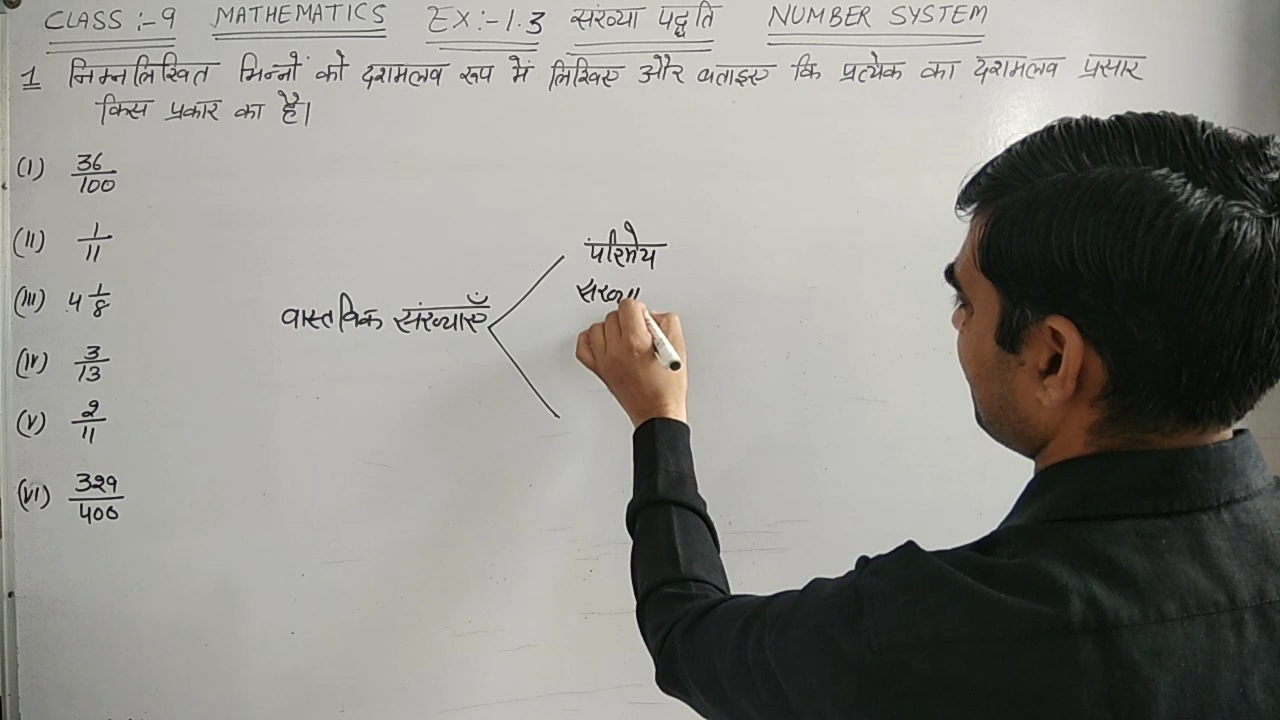 CLASS :- 9 MATHEMATICS EX:-1.3 संख्या पद्धति NUMBER SYSTEM
1 निम्नलिखित भिन्नों को दशमलव रूप में लिखिए और बताइए कि प्रत्येक का दशमलव प्रसार
किस प्रकार का है।
(I) 36/100
(II) 1/11
(III) 4 1/8
(IV) 3/13
(V) 2/11
(VI) 329/400
वास्तविक संख्याएँ
परिमेय
संख्या